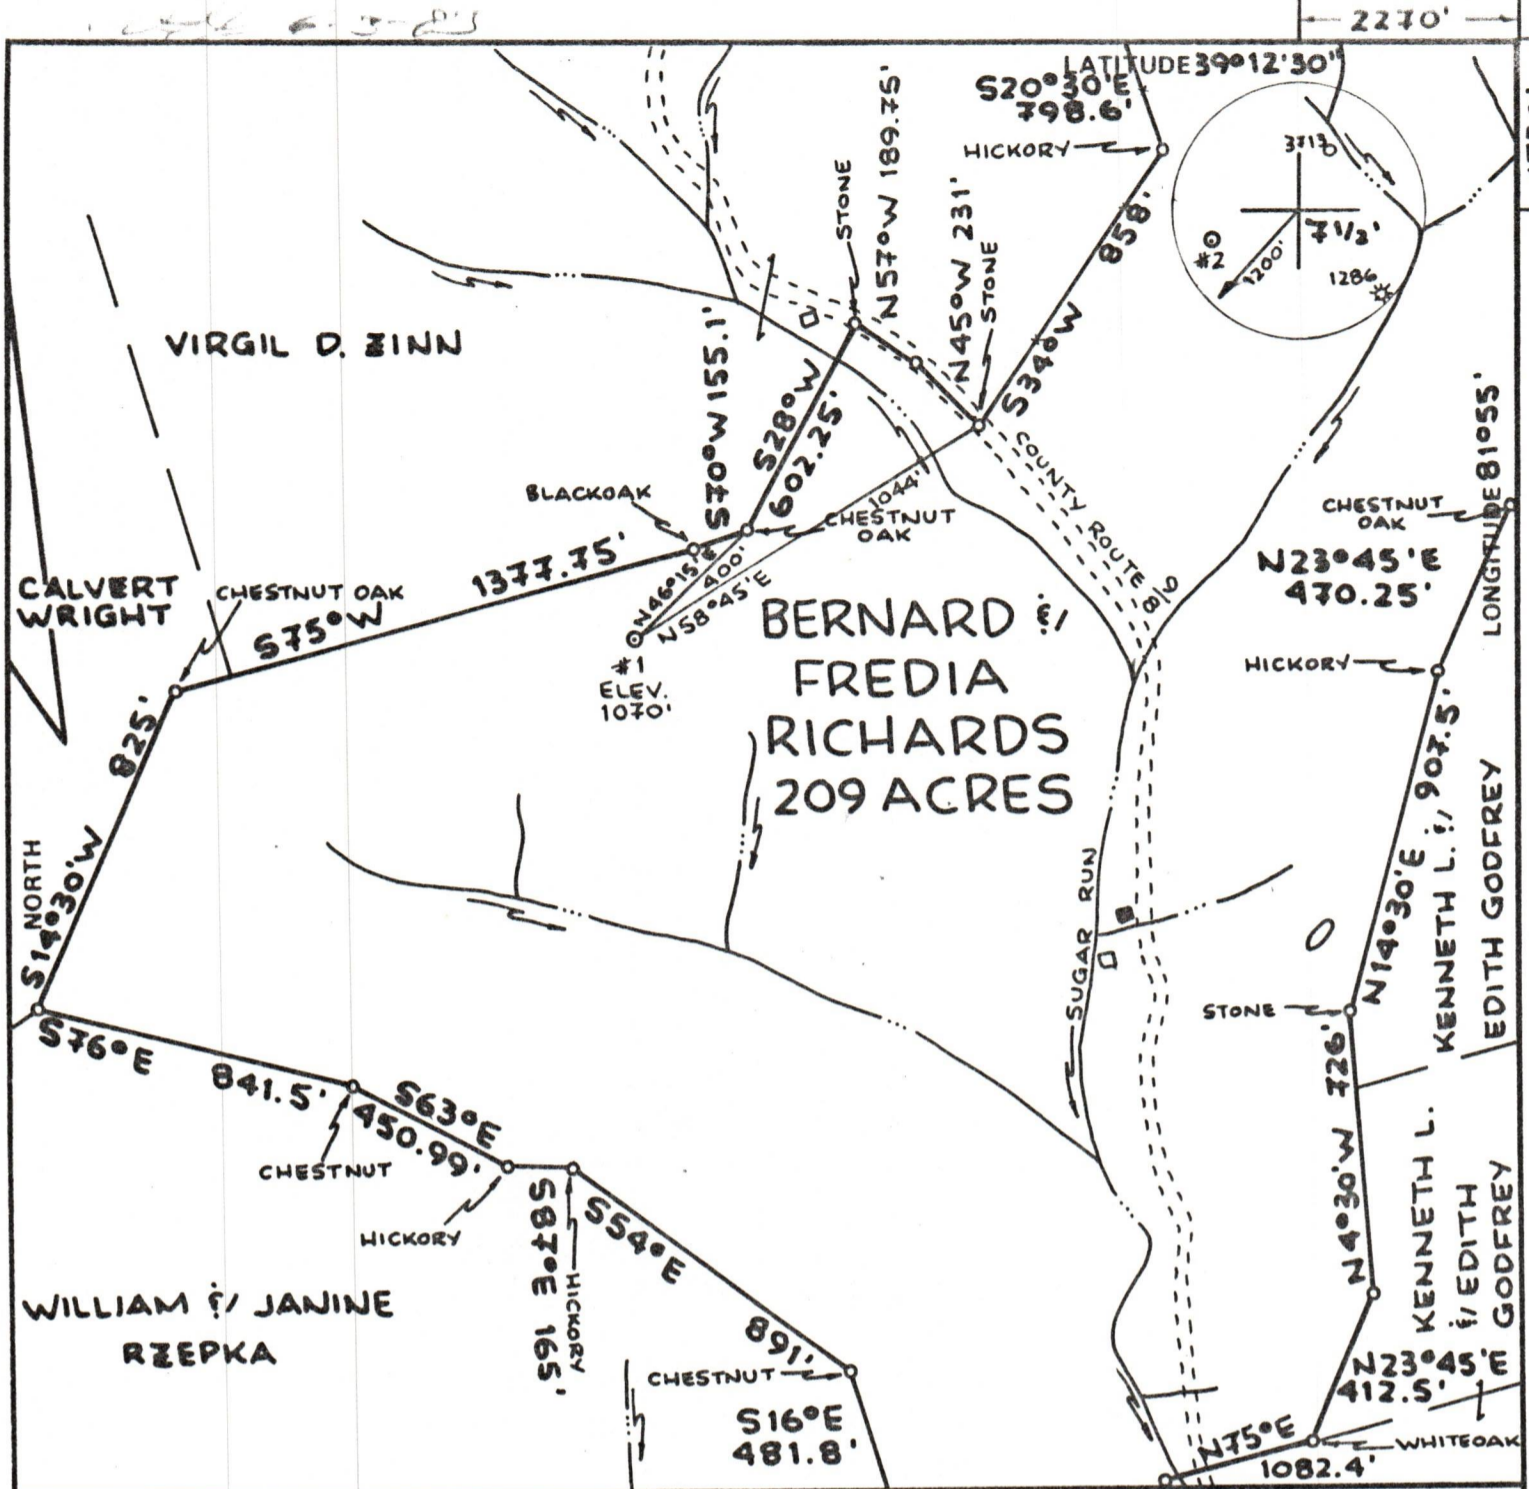 6-3-83
2270'
LATITUDE 39°12'30"
S20°30'E
798.6'
HICKORY
3713
7 1/2'
#2
1200'
1286
STONE
N57°W 189.75'
N45°W 231'
STONE
858'
S34°W
VIRGIL D. ZINN
S70°W 155.1'
S28°W
602.25'
1044'
COUNTY ROUTE 8/9
BLACKOAK
CHESTNUT
OAK
CHESTNUT
OAK
LONGITUDE 81°55'
N23°45'E
470.25'
1377.75'
S75°W
CALVERT
WRIGHT
CHESTNUT OAK
N46°15'E
400'
N58°45'E
#1
ELEV.
1070'
BERNARD &
FREDIA
RICHARDS
209 ACRES
HICKORY
825'
S14°30'W
NORTH
N14°30'E
907.5'
KENNETH L. &
EDITH GODFREY
SUGAR RUN
STONE
S76°E
841.5'
S63°E
450.99'
CHESTNUT
HICKORY
S87°E 165'
HICKORY
S54°E
891'
N4°30'W 726'
KENNETH L.
& EDITH
GODFREY
WILLIAM & JANINE
RZEPKA
CHESTNUT
S16°E
481.8'
N23°45'E
412.5'
N75°E
1082.4'
WHITEOAK